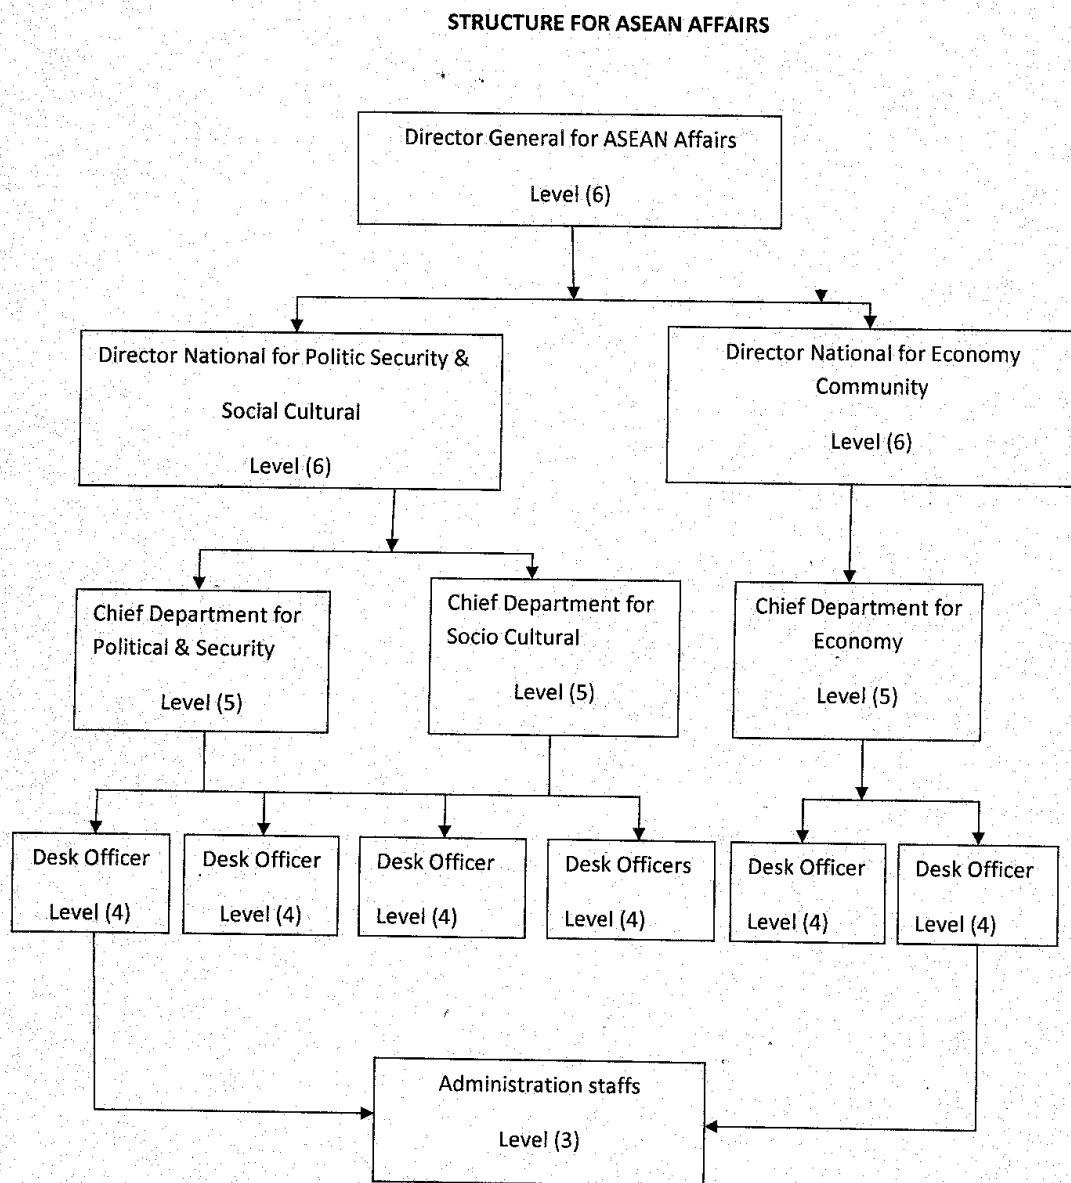 STRUCTURE FOR ASEAN AFFAIRS
Director General for ASEAN Affairs
Level (6)
Director National for Politic Security &
Social Cultural
Level (6)
Director National for Economy
Community
Level (6)
Chief Department for
Political & Security
Level (5)
Chief Department for
Socio Cultural
Level (5)
Chief Department for
Economy
Level (5)
Desk Officer
Level (4)
Desk Officer
Level (4)
Desk Officer
Level (4)
Desk Officers
Level (4)
Desk Officer
Level (4)
Desk Officer
Level (4)
Administration staffs
Level (3)